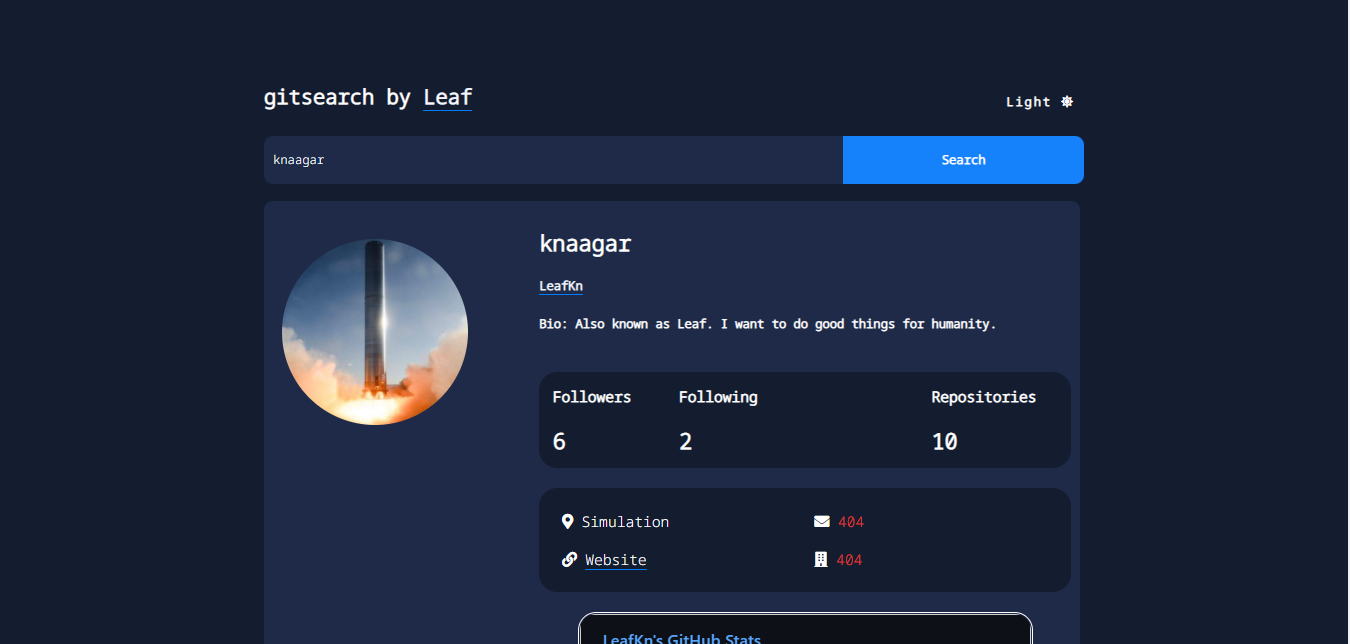 gitsearch by Leaf
Light
knaagar
Search
knaagar
LeafKn
Bio: Also known as Leaf. I want to do good things for humanity.
Followers Following Repositories
6 2 10
Simulation 404
Website 404
LeafKn's GitHub Stats